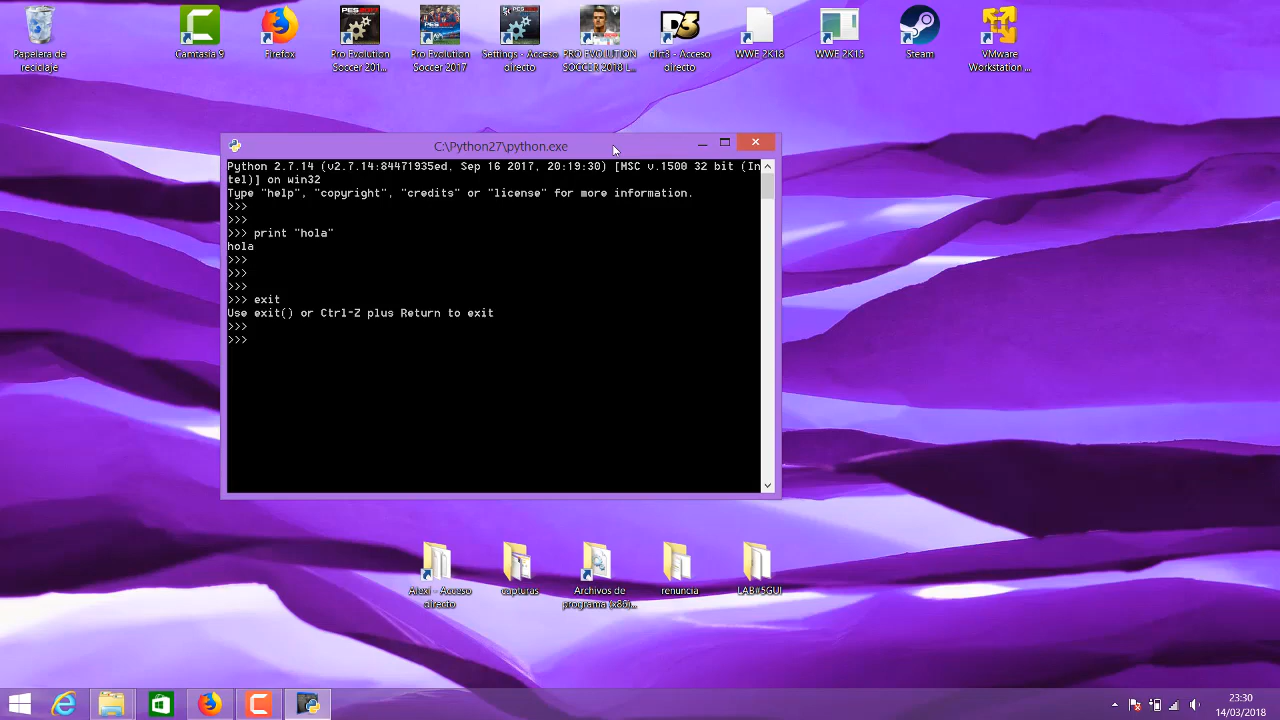 Papelera de
reciclaje
Camtasia 9
Firefox
Pro Evolution
Soccer 201...
Pro Evolution
Soccer 2017
Settings - Acceso
directo
PRO EVOLUTION
SOCCER 2018 L...
dirt3 - Acceso
directo
WWE 2K18
WWE 2K15
Steam
VMware
Workstation ...
C:\Python27\python.exe
Python 2.7.14 (v2.7.14:84471935ed, Sep 16 2017, 20:19:30) [MSC v.1500 32 bit (In
tel)] on win32
Type "help", "copyright", "credits" or "license" for more information.
>>>
>>>
>>> print "hola"
hola
>>>
>>>
>>>
>>> exit
Use exit() or Ctrl-Z plus Return to exit
>>>
>>>
Alexi - Acceso
directo
capturas
Archivos de
programa (x86)...
renuncia
LAB#5GUI
23:30
14/03/2018